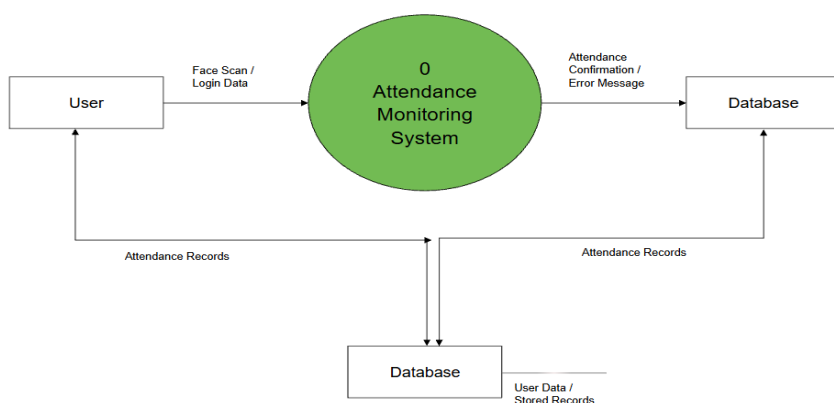 User
Face Scan /
Login Data
0
Attendance
Monitoring
System
Attendance
Confirmation /
Error Message
Database
Attendance Records
Attendance Records
Database
User Data /
Stored Records